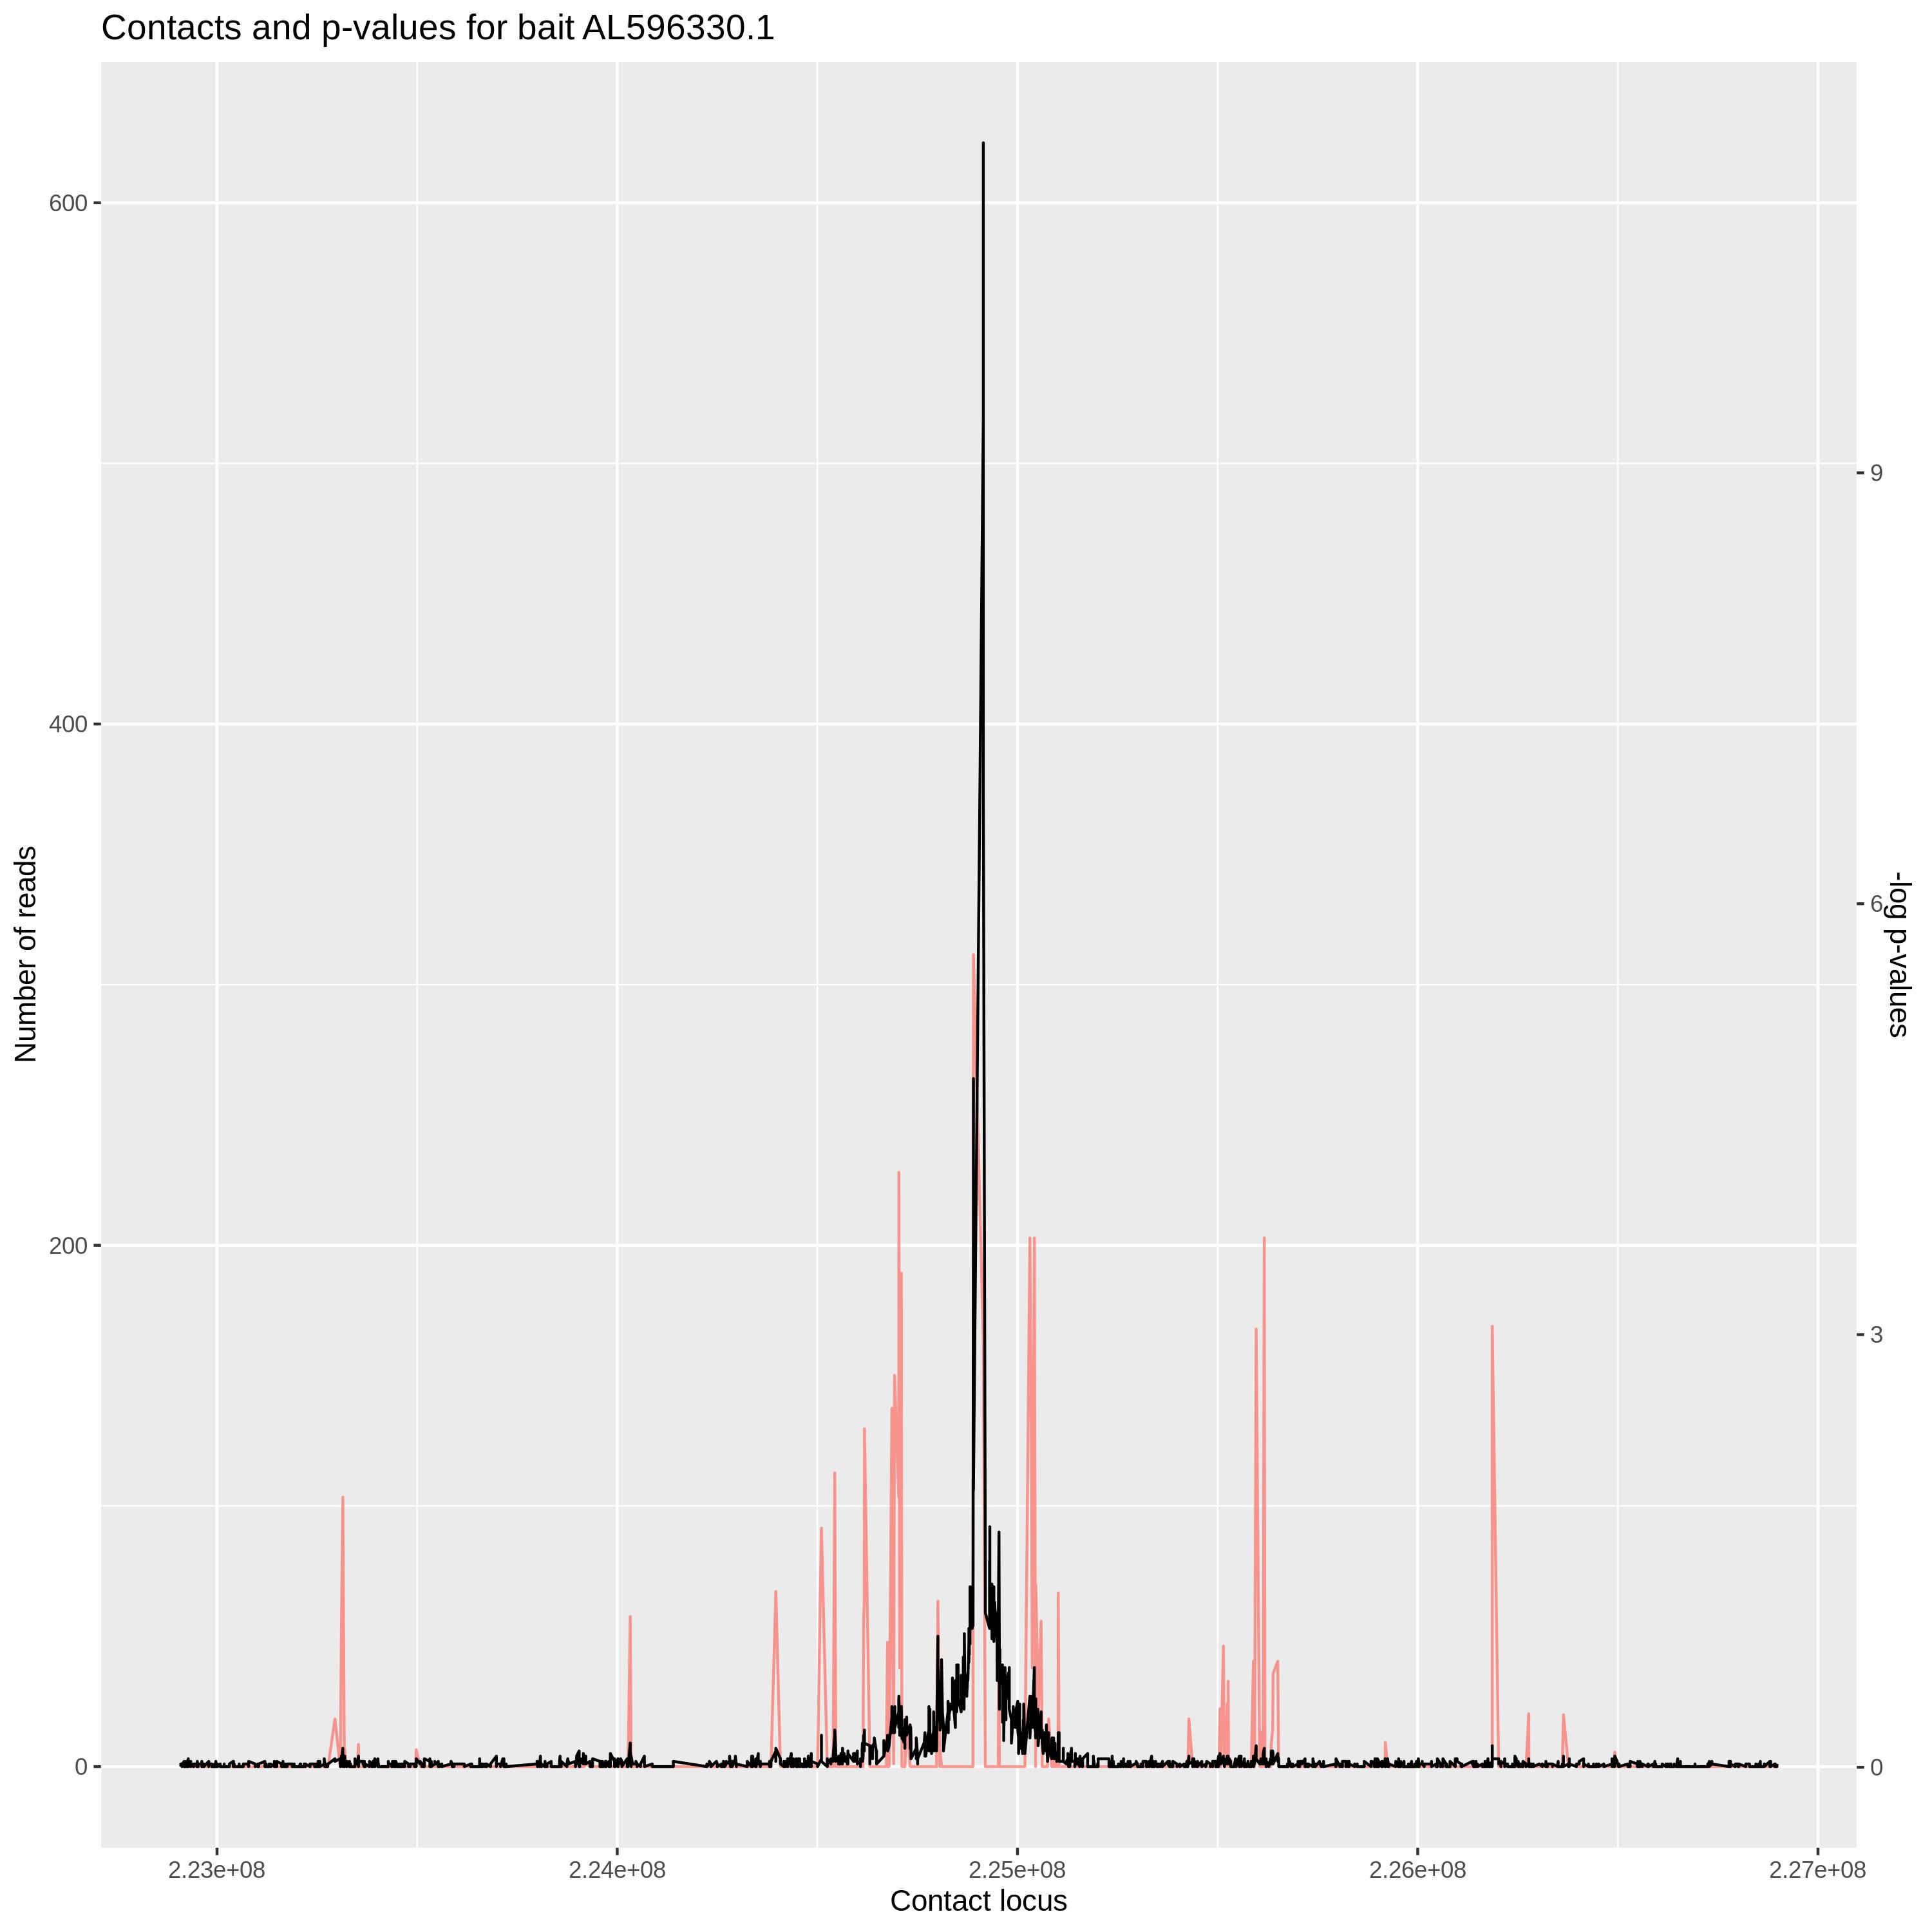 Contacts and p-values for bait AL596330.1
600
400
200
0
Number of reads
9
6
3
0
-log p-values
2.23e+08 2.24e+08 2.25e+08 2.26e+08 2.27e+08
Contact locus